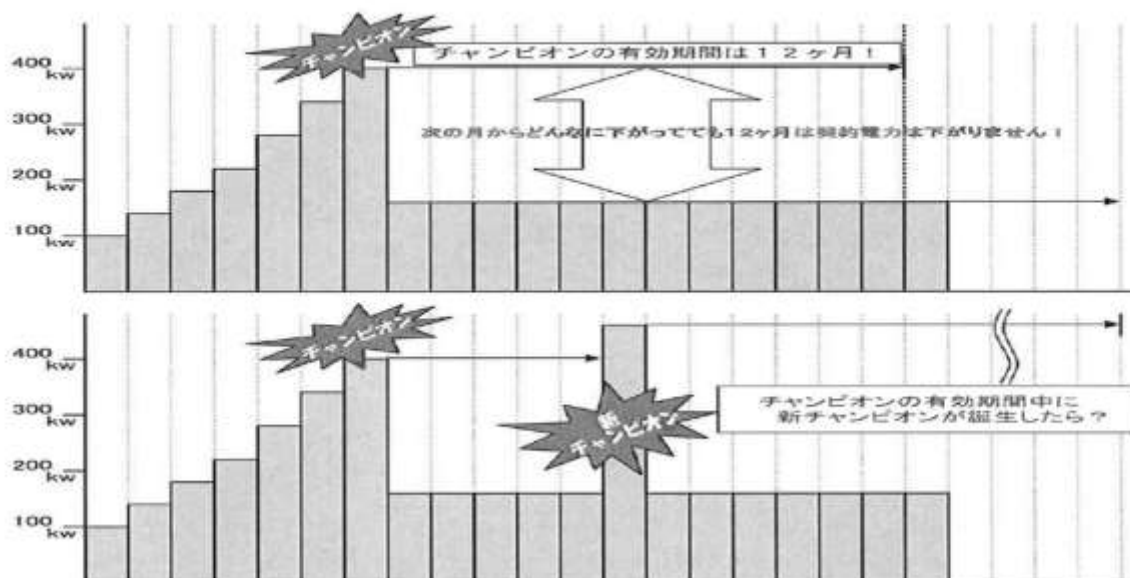 チャンピオン
チャンピオンの有効期間は12ヶ月！
400
kw
300
kw
次の月からどんなに下がってても12ヶ月は契約電力は下がりません！
200
kw
100
kw
チャンピオン
400
kw
チャンピオンの有効期間中に
新チャンピオンが誕生したら？
新
チャンピオン
300
kw
200
kw
100
kw